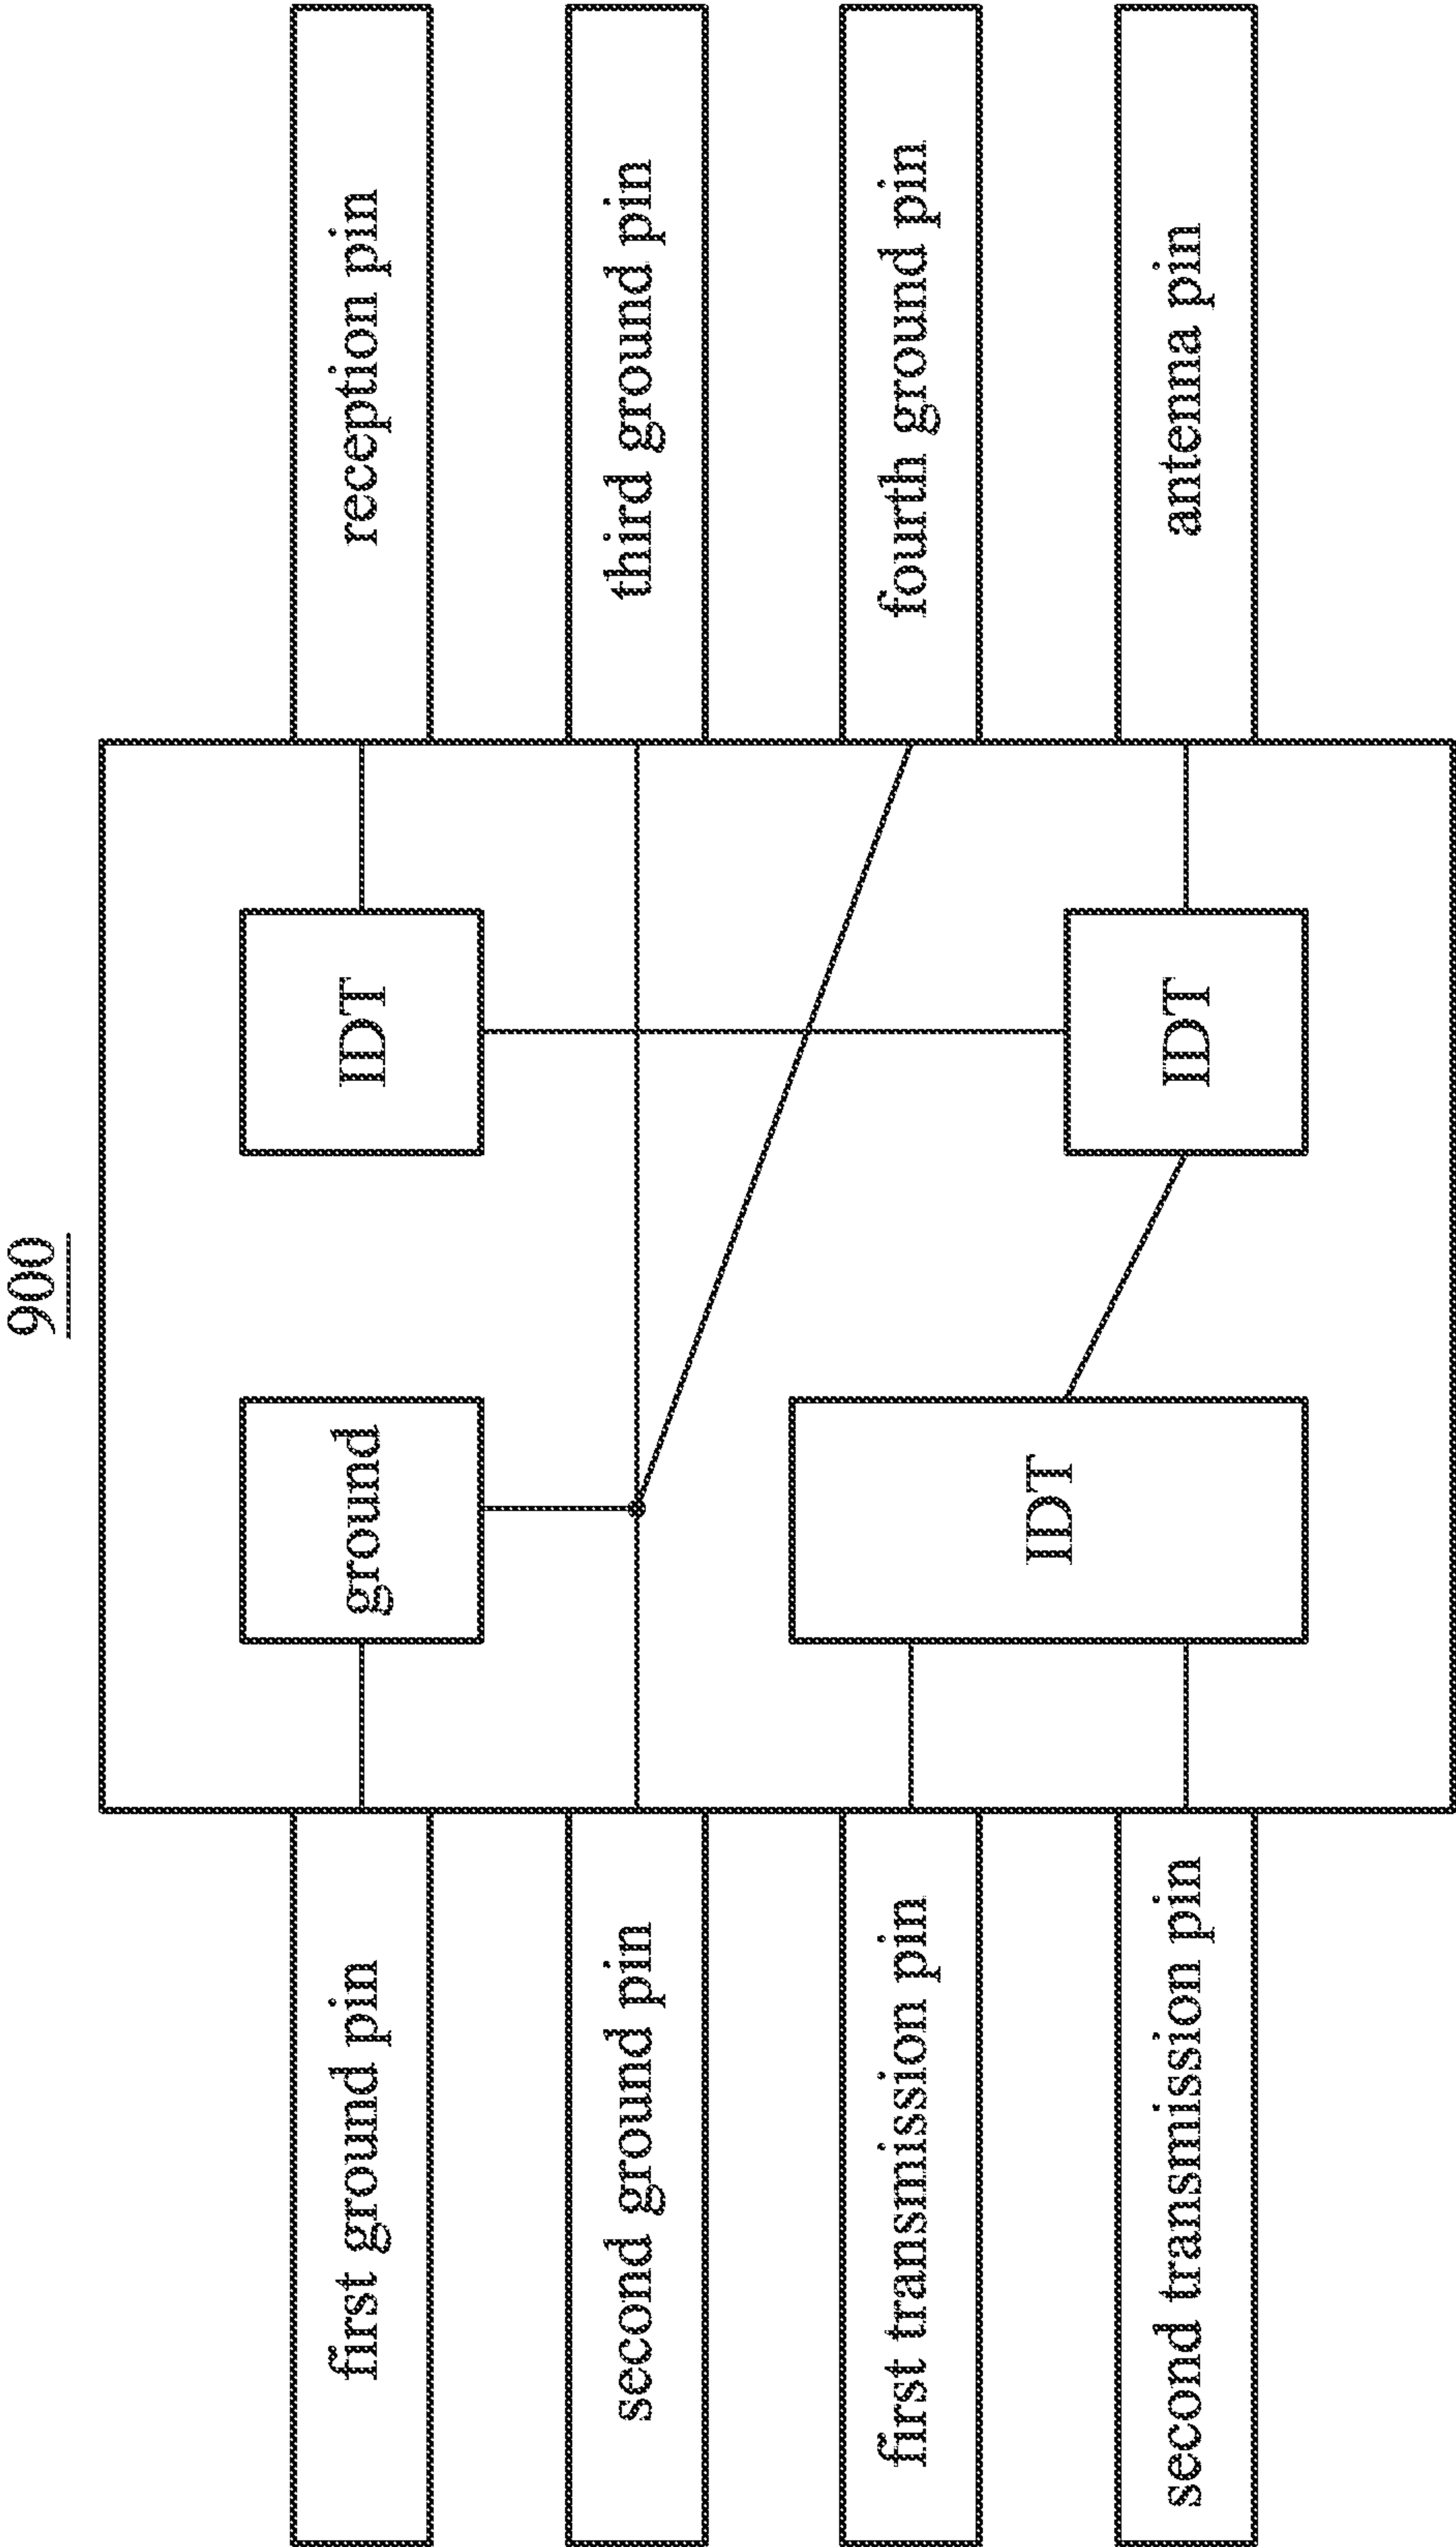 900
first ground pin
second ground pin
first transmission pin
second transmission pin
ground
IDT
IDT
IDT
reception pin
third ground pin
fourth ground pin
antenna pin